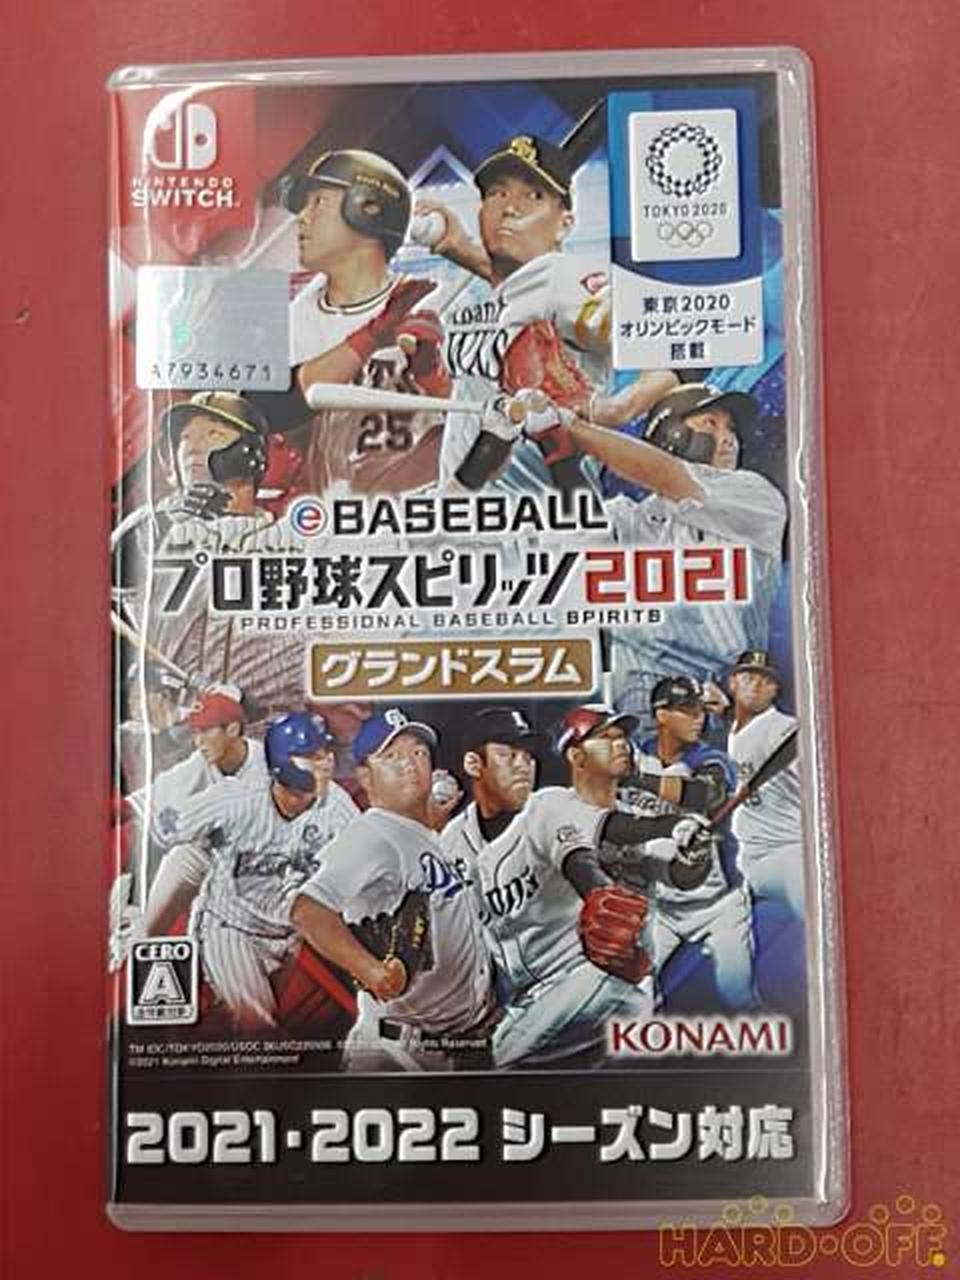 NINTENDO
SWITCH
A7934671
TOKYO 2020
東京2020
オリンピックモード
搭載
25
eBASEBALL
プロ野球スピリッツ2021
PROFESSIONAL BASEBALL SPIRITS
グランドスラム
CERO
A
KONAMI
©2021 Konami Digital Entertainment
2021・2022 シーズン対応
HARD・OFF